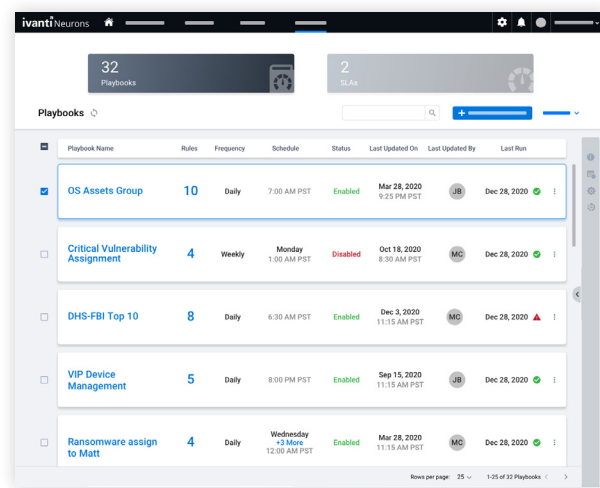 ivanti Neurons
32
Playbooks
2
SLAs
Playbooks
+
Playbook Name Rules Frequency Schedule Status Last Updated On Last Updated By Last Run
OS Assets Group 10 Daily 7:00 AM PST Enabled Mar 28, 2020 JB Dec 28, 2020
9:25 PM PST
Critical Vulnerability
Assignment 4 Weekly Monday Disabled Oct 18, 2020 MC Dec 28, 2020
1:00 AM PST 8:30 AM PST
DHS-FBI Top 10 8 Daily 6:30 AM PST Enabled Dec 3, 2020 MC Dec 28, 2020
11:15 AM PST
VIP Device
Management 5 Daily 8:00 PM PST Enabled Sep 15, 2020 JB Dec 28, 2020
11:15 AM PST
Ransomware assign
to Matt 4 Daily Wednesday Enabled Mar 28, 2020 MC Dec 28, 2020
+3 More 11:15 AM PST
12:00 AM PST
Rows per page: 25 1-25 of 32 Playbooks